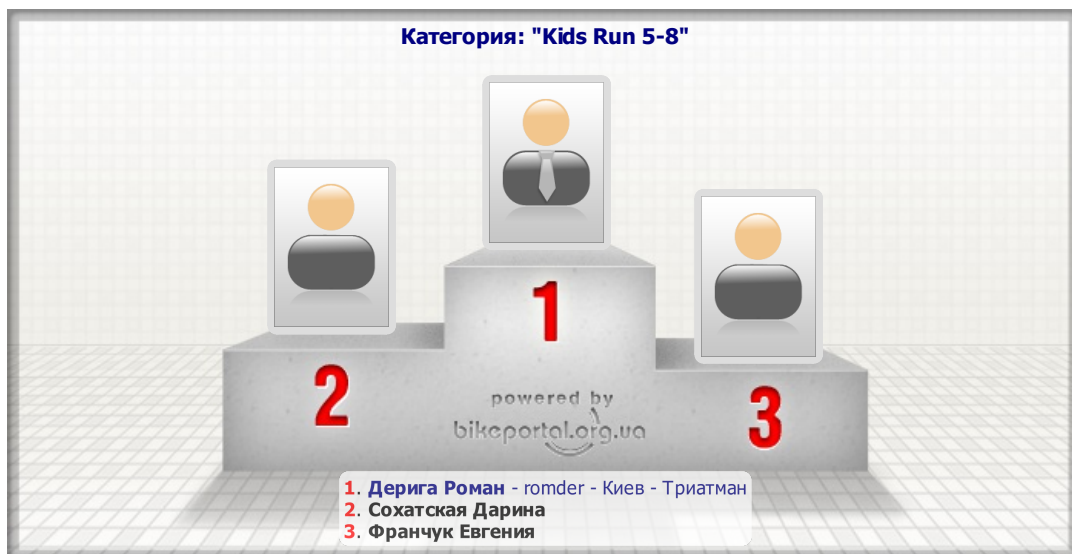 Категория: "Kids Run 5-8"
1
2
3
powered by
bikeportal.org.ua
1. Дерига Роман - romder - Киев - Триатман
2. Сохатская Дарина
3. Франчук Евгения